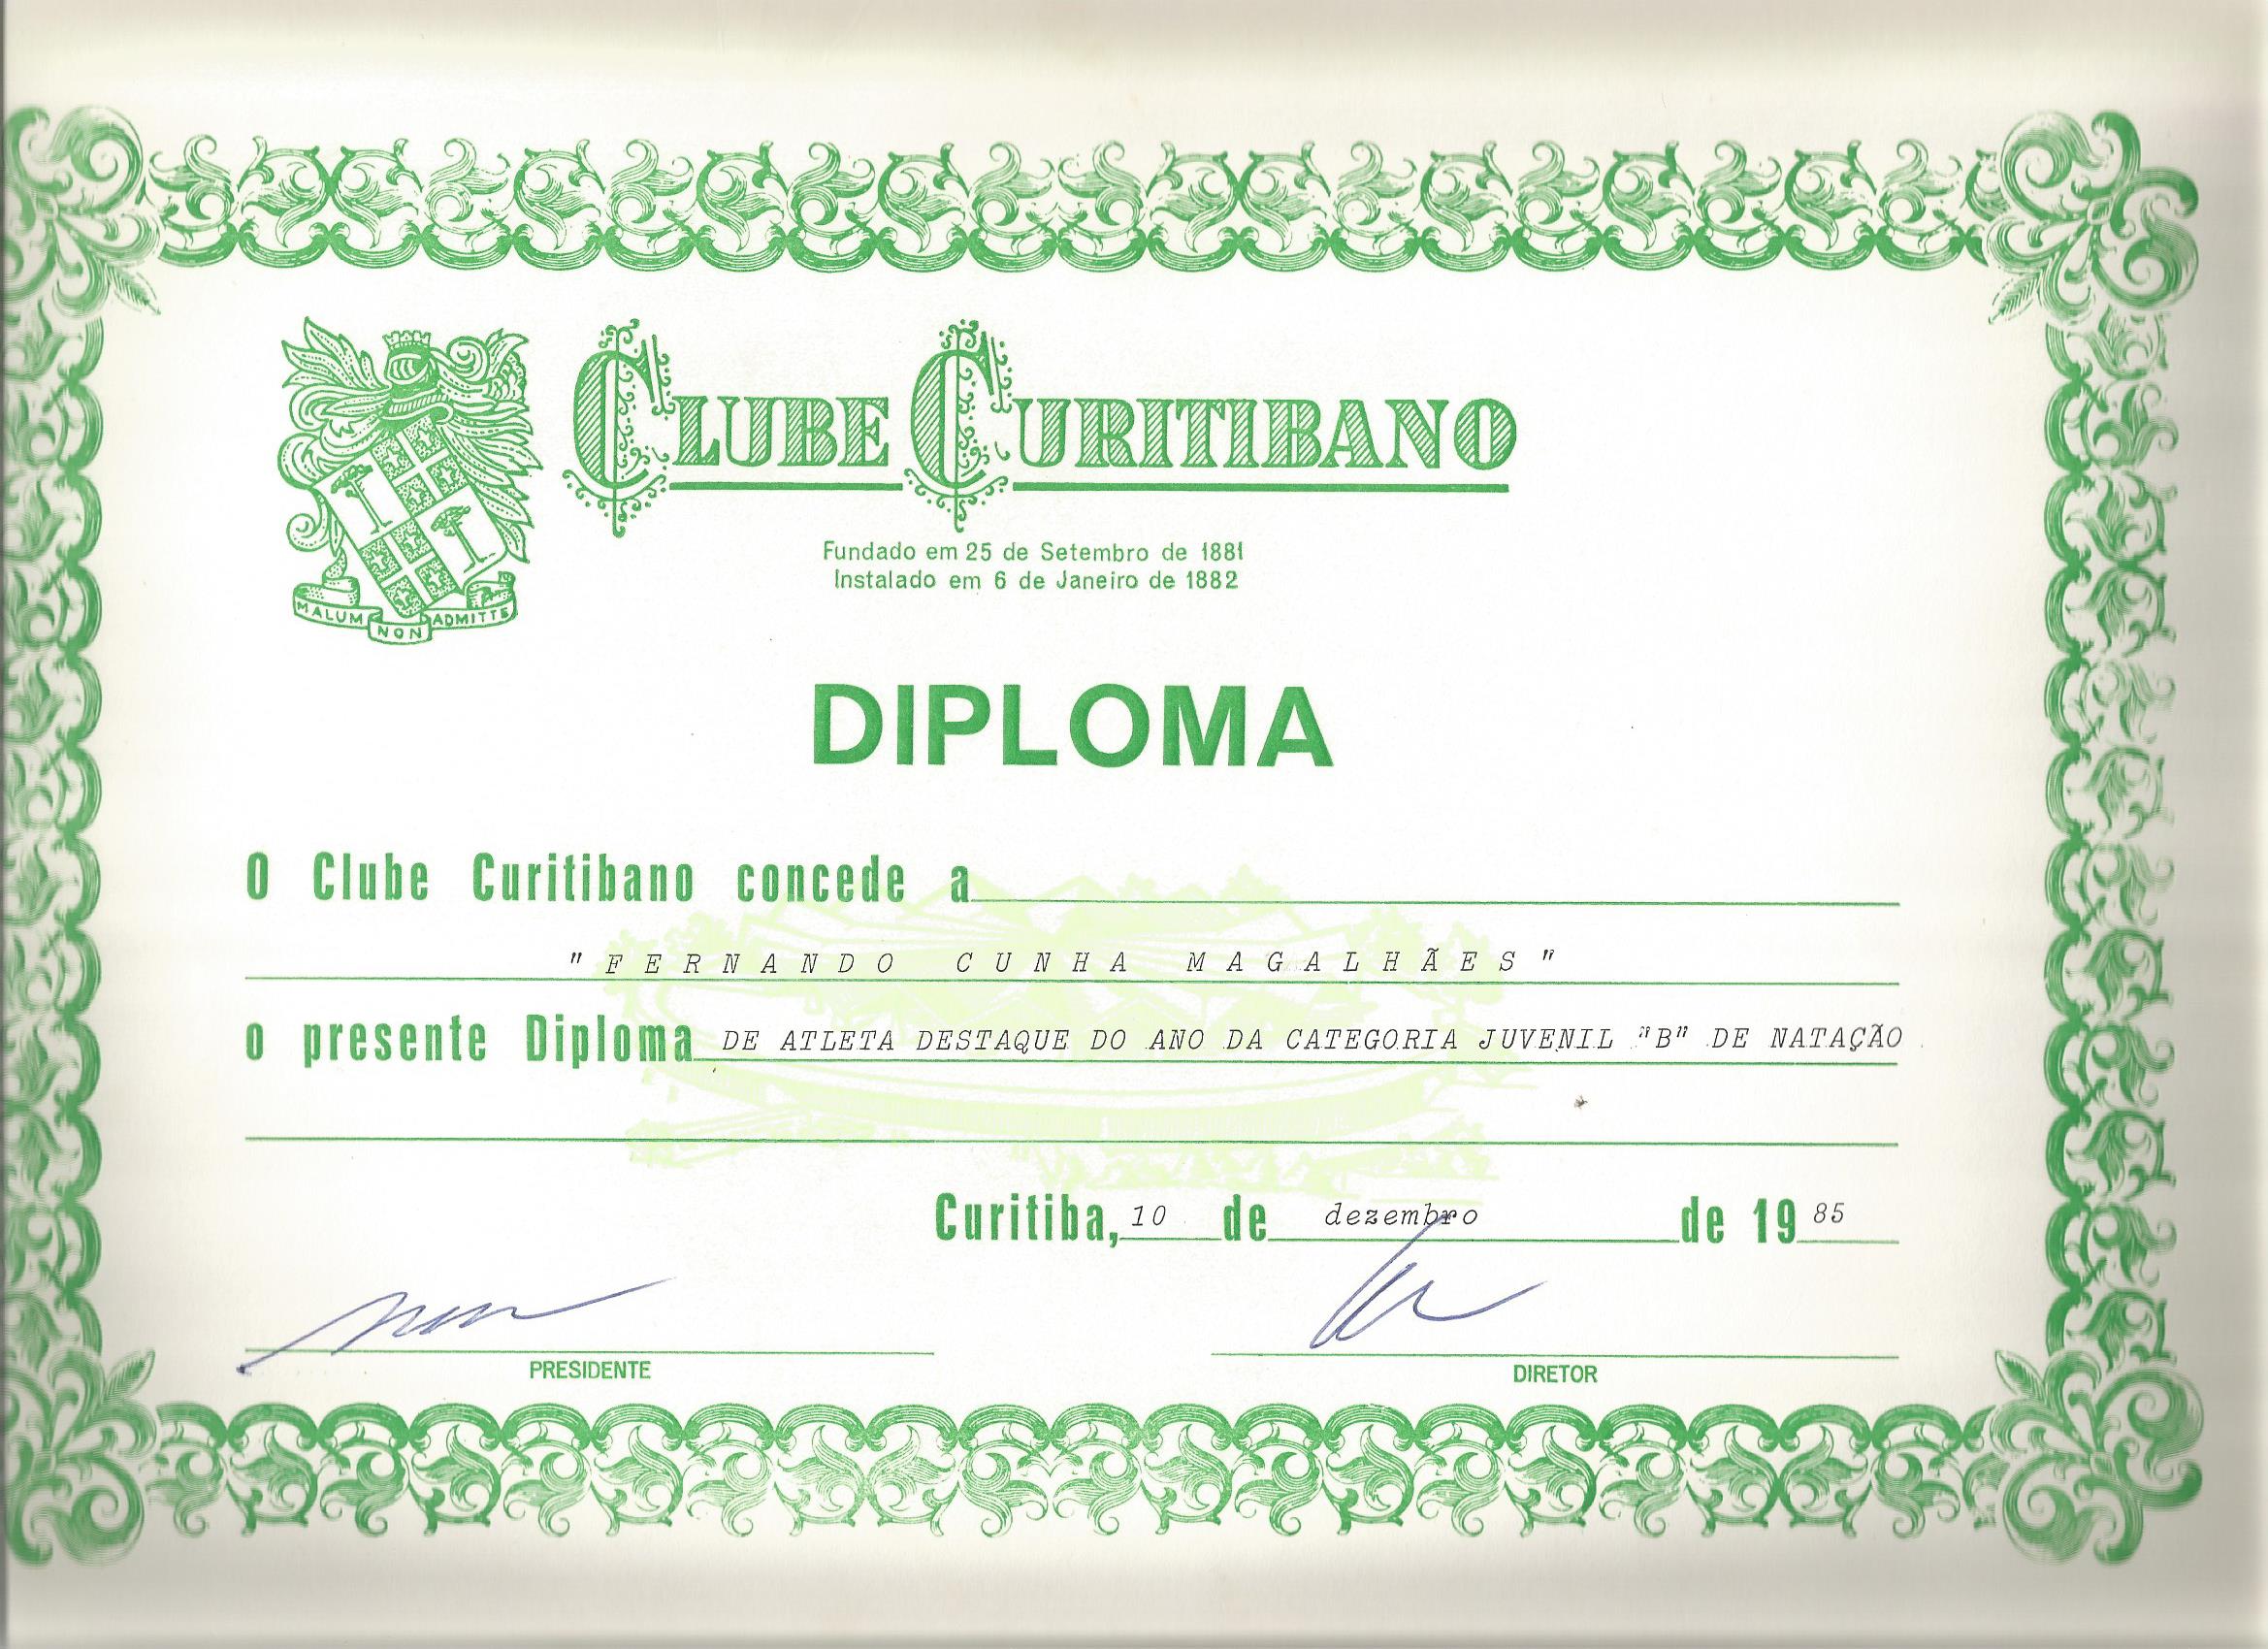 CLUBE CURITIBANO
Fundado em 25 de Setembro de 1881
Instalado em 6 de Janeiro de 1882
MALUM NON ADMITTE
DIPLOMA
O Clube Curitibano concede a
"FERNANDO CUNHA MAGALHÃES"
o presente Diploma DE ATLETA DESTAQUE DO ANO DA CATEGORIA JUVENIL "B" DE NATAÇÃO
Curitiba, 10 de dezembro de 1985
PRESIDENTE DIRETOR